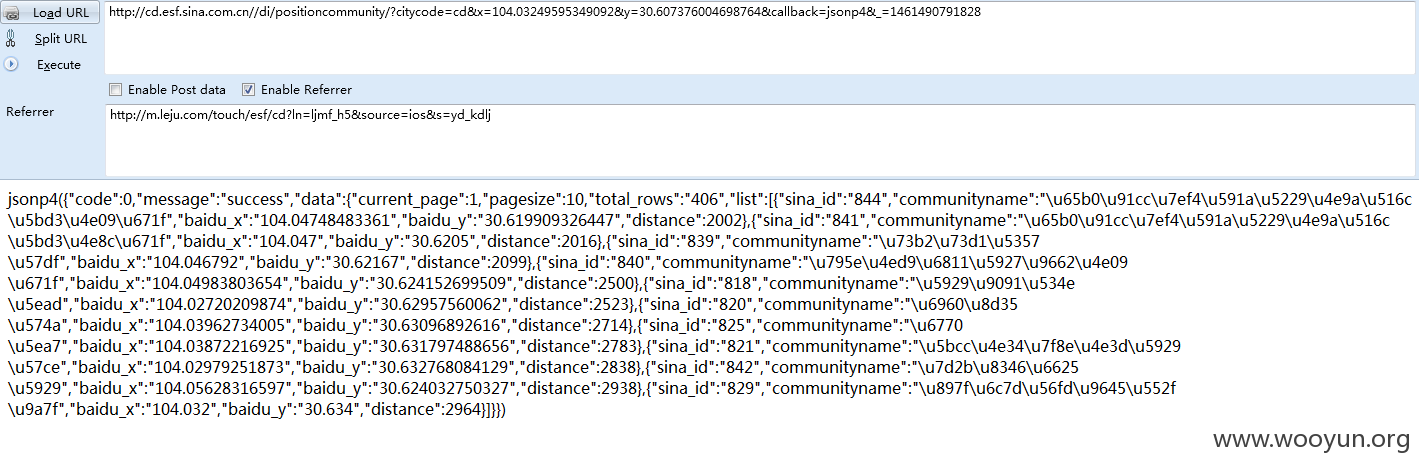 Load URL
http://cd.esf.sina.com.cn//di/positioncommunity/?citycode=cd&x=104.03249595349092&y=30.607376004698764&callback=jsonp4&_=1461490791828
Split URL
Execute
Enable Post data Enable Referrer
Referrer
http://m.leju.com/touch/esf/cd?ln=ljmf_h5&source=ios&s=yd_kdlj
jsonp4({"code":0,"message":"success","data":{"current_page":1,"pagesize":10,"total_rows":"406","list":[{"sina_id":"844","communityname":"\u65b0\u91cc\u7ef4\u591a\u5229\u4e9a\u516c
\u5bd3\u4e09\u671f","baidu_x":"104.04748483361","baidu_y":"30.619909326447","distance":2002},{"sina_id":"841","communityname":"\u65b0\u91cc\u7ef4\u591a\u5229\u4e9a\u516c
\u5bd3\u4e8c\u671f","baidu_x":"104.047","baidu_y":"30.6205","distance":2016},{"sina_id":"839","communityname":"\u73b2\u73d1\u5357
\u57df","baidu_x":"104.046792","baidu_y":"30.62167","distance":2099},{"sina_id":"840","communityname":"\u795e\u4ed9\u6811\u5927\u9662\u4e09
\u671f","baidu_x":"104.04983803654","baidu_y":"30.624152699509","distance":2500},{"sina_id":"818","communityname":"\u5929\u9091\u534e
\u5ead","baidu_x":"104.02720209874","baidu_y":"30.62957560062","distance":2523},{"sina_id":"820","communityname":"\u6960\u8d35
\u574a","baidu_x":"104.03962734005","baidu_y":"30.63096892616","distance":2714},{"sina_id":"825","communityname":"\u6770
\u5ea7","baidu_x":"104.03872216925","baidu_y":"30.631797488656","distance":2783},{"sina_id":"821","communityname":"\u5bcc\u4e34\u7f8e\u4e3d\u5929
\u57ce","baidu_x":"104.02979251873","baidu_y":"30.632768084129","distance":2838},{"sina_id":"842","communityname":"\u7d2b\u8346\u6625
\u5929","baidu_x":"104.05628316597","baidu_y":"30.624032750327","distance":2938},{"sina_id":"829","communityname":"\u897f\u6c7d\u56fd\u9645\u552f
\u9a7f","baidu_x":"104.032","baidu_y":"30.634","distance":2964}]}})
www.wooyun.org